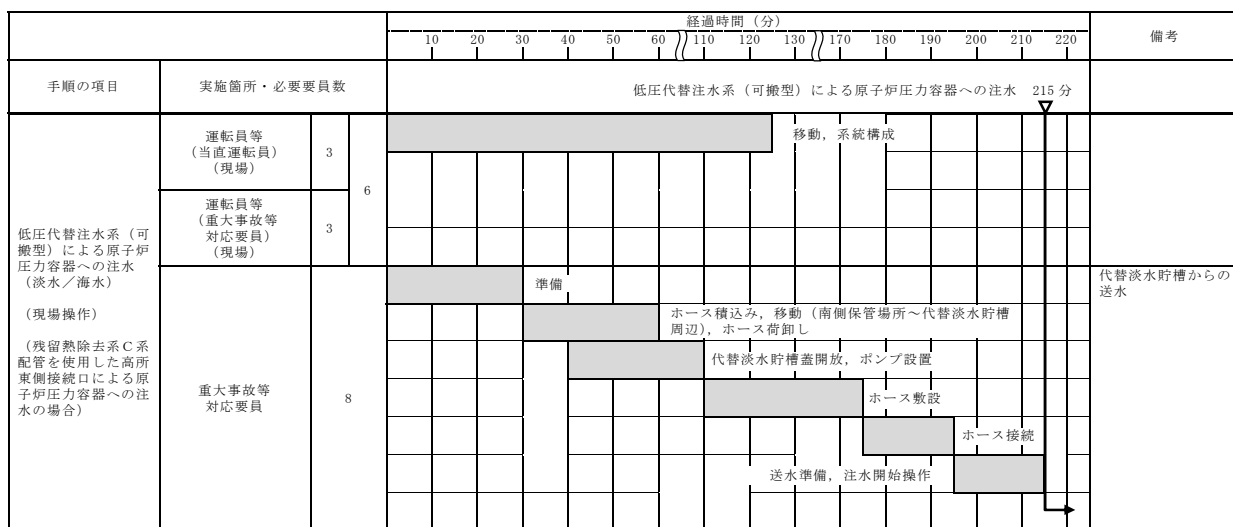 経過時間（分）
備考
10 20 30 40 50 60 110 120 130 170 180 190 200 210 220
手順の項目
実施箇所・必要要員数
低圧代替注水系（可搬型）による原子炉圧力容器への注水 215分
低圧代替注水系（可
搬型）による原子炉
圧力容器への注水
（淡水／海水）
（現場操作）
（残留熱除去系Ｃ系
配管を使用した高所
東側接続口による原
子炉圧力容器への注
水の場合）
運転員等
（当直運転員）
（現場）
3
6
移動，系統構成
運転員等
（重大事故等
対応要員）
（現場）
3
重大事故等
対応要員
8
準備
ホース積込み，移動（南側保管場所～代替淡水貯槽
周辺），ホース荷卸し
代替淡水貯槽蓋開放，ポンプ設置
ホース敷設
ホース接続
送水準備，注水開始操作
代替淡水貯槽からの
送水